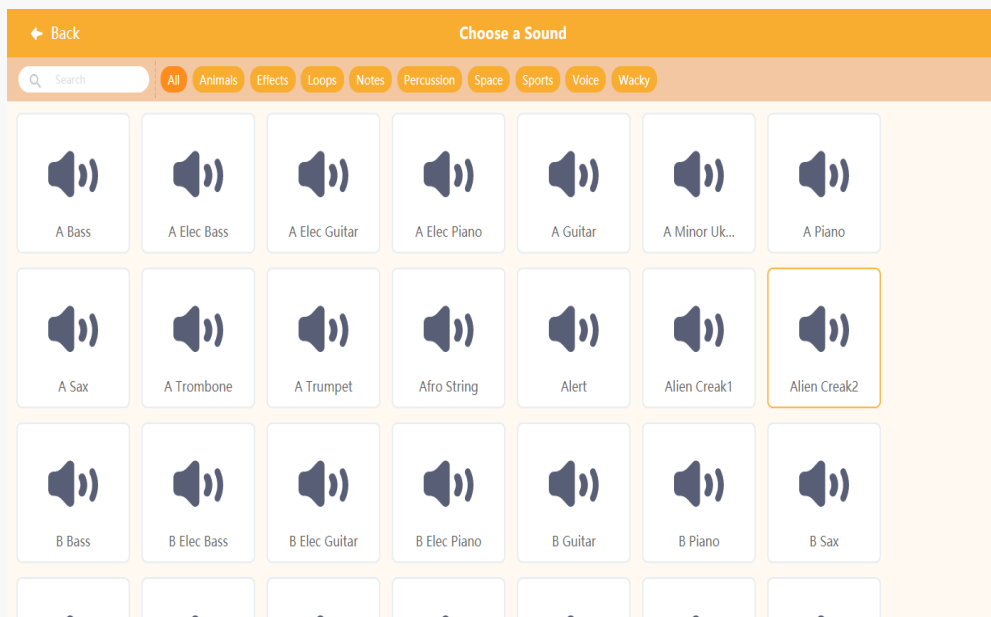 Back
Choose a Sound
Search
All Animals Effects Loops Notes Percussion Space Sports Voice Wacky
A Bass A Elec Bass A Elec Guitar A Elec Piano A Guitar A Minor Uk... A Piano
A Sax A Trombone A Trumpet Afro String Alert Alien Creak1 Alien Creak2
B Bass B Elec Bass B Elec Guitar B Elec Piano B Guitar B Piano B Sax